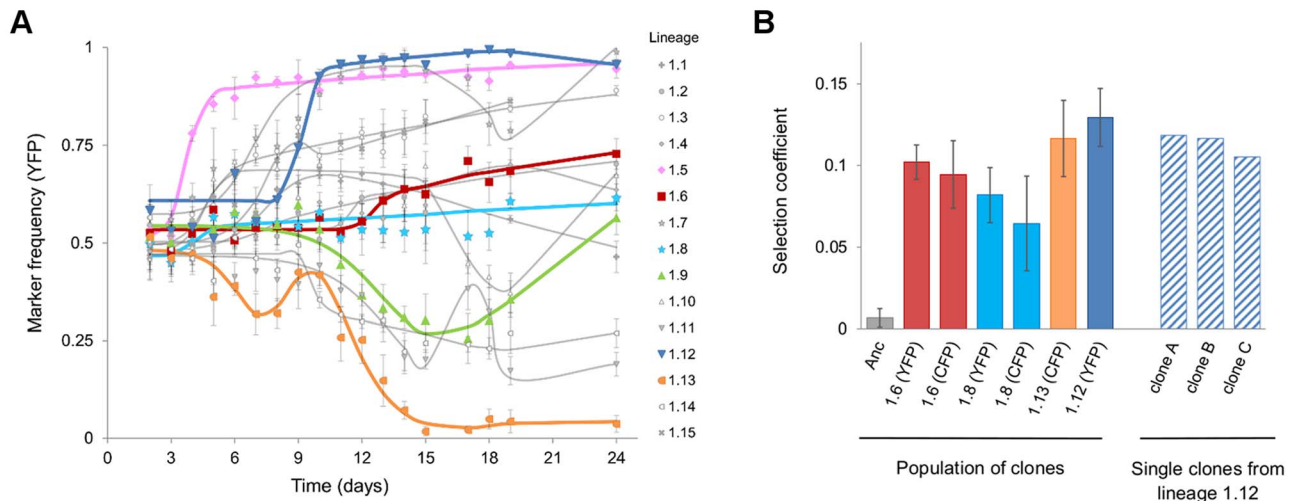 A
Marker frequency (YFP)
1
0.75
0.5
0.25
0
0 3 6 9 12 15 18 21 24
Time (days)
Lineage
1.1
1.2
1.3
1.4
1.5
1.6
1.7
1.8
1.9
1.10
1.11
1.12
1.13
1.14
1.15
B
Selection coefficient
0.15
0.1
0.05
0
Anc
1.6 (YFP)
1.6 (CFP)
1.8 (YFP)
1.8 (CFP)
1.13 (CFP)
1.12 (YFP)
clone A
clone B
clone C
Population of clones
Single clones from
lineage 1.12